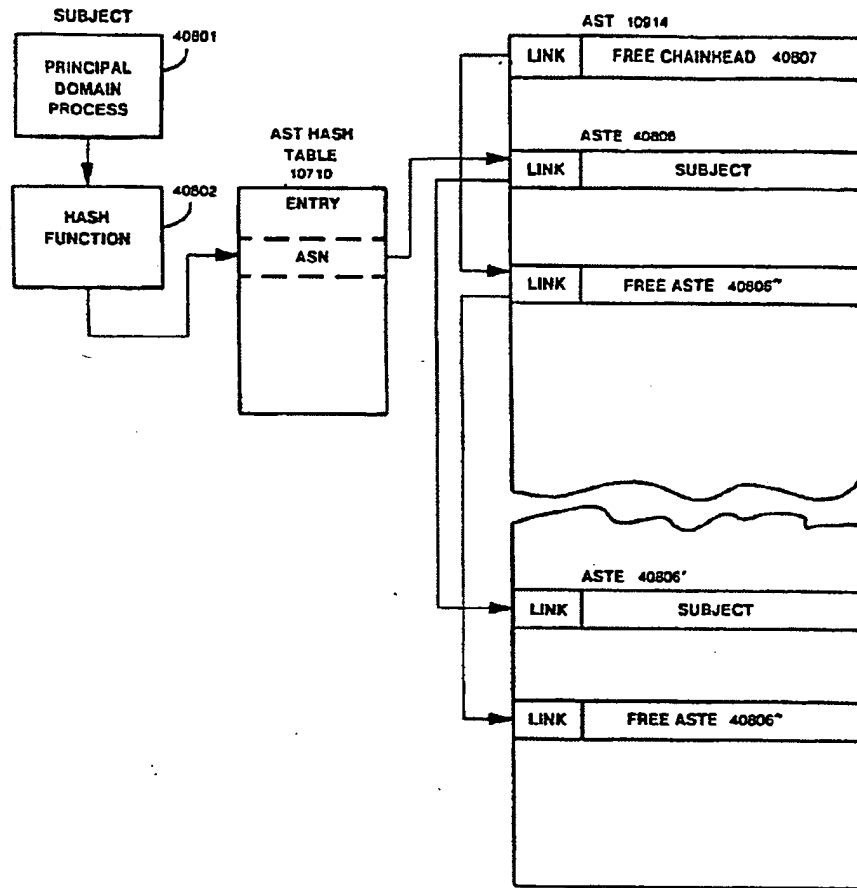 SUBJECT
40801
PRINCIPAL
DOMAIN
PROCESS
40802
HASH
FUNCTION
AST HASH
TABLE
10710
ENTRY
ASN
AST 10914
LINK FREE CHAINHEAD 40807
ASTE 40806
LINK SUBJECT
LINK FREE ASTE 40806"
ASTE 40806'
LINK SUBJECT
LINK FREE ASTE 40806"